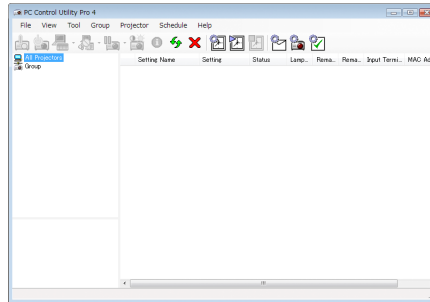 PC Control Utility Pro 4
File View Tool Group Projector Schedule Help
All Projectors
Group
Setting Name Setting Status Lamp... Rema... Rema... Input Termi... MAC Ad